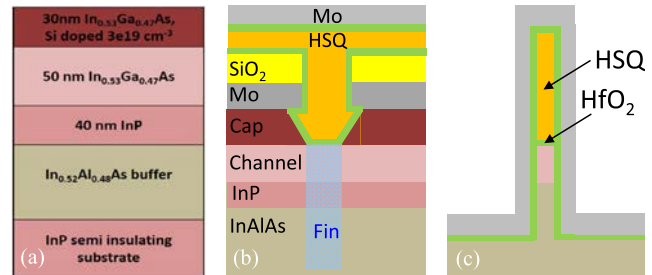 30nm In0.53Ga0.47As,
Si doped 3e19 cm-3
50 nm In0.53Ga0.47As
40 nm InP
In0.52Al0.48As buffer
InP semi insulating
substrate
(a)
Mo
HSQ
SiO2
Mo
Cap
Channel
InP
InAlAs
Fin
(b)
HSQ
HfO2
(c)